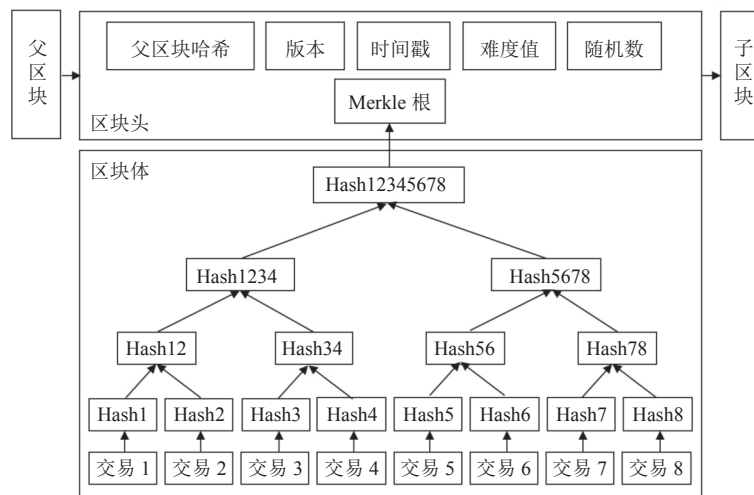 父区块
父区块哈希 版本 时间戳 难度值 随机数
子区块
Merkle 根
区块头
区块体
Hash12345678
Hash1234 Hash5678
Hash12 Hash34 Hash56 Hash78
Hash1 Hash2 Hash3 Hash4 Hash5 Hash6 Hash7 Hash8
交易 1 交易 2 交易 3 交易 4 交易 5 交易 6 交易 7 交易 8